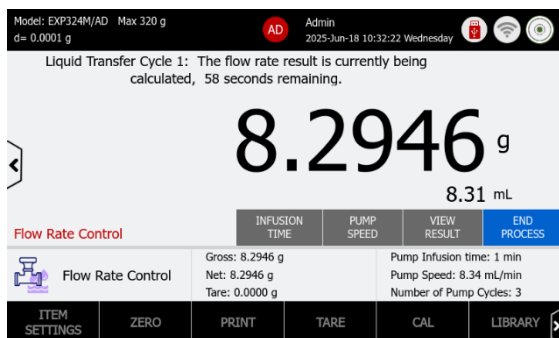 Model: EXP324M/AD Max 320 g
d= 0.0001 g
AD
Admin
2025-Jun-18 10:32:22 Wednesday
Liquid Transfer Cycle 1: The flow rate result is currently being
calculated, 58 seconds remaining.
8.2946 g
8.31 mL
Flow Rate Control
INFUSION
TIME
PUMP
SPEED
VIEW
RESULT
END
PROCESS
Flow Rate Control
Gross: 8.2946 g
Net: 8.2946 g
Tare: 0.0000 g
Pump Infusion time: 1 min
Pump Speed: 8.34 mL/min
Number of Pump Cycles: 3
ITEM
SETTINGS
ZERO
PRINT
TARE
CAL
LIBRARY